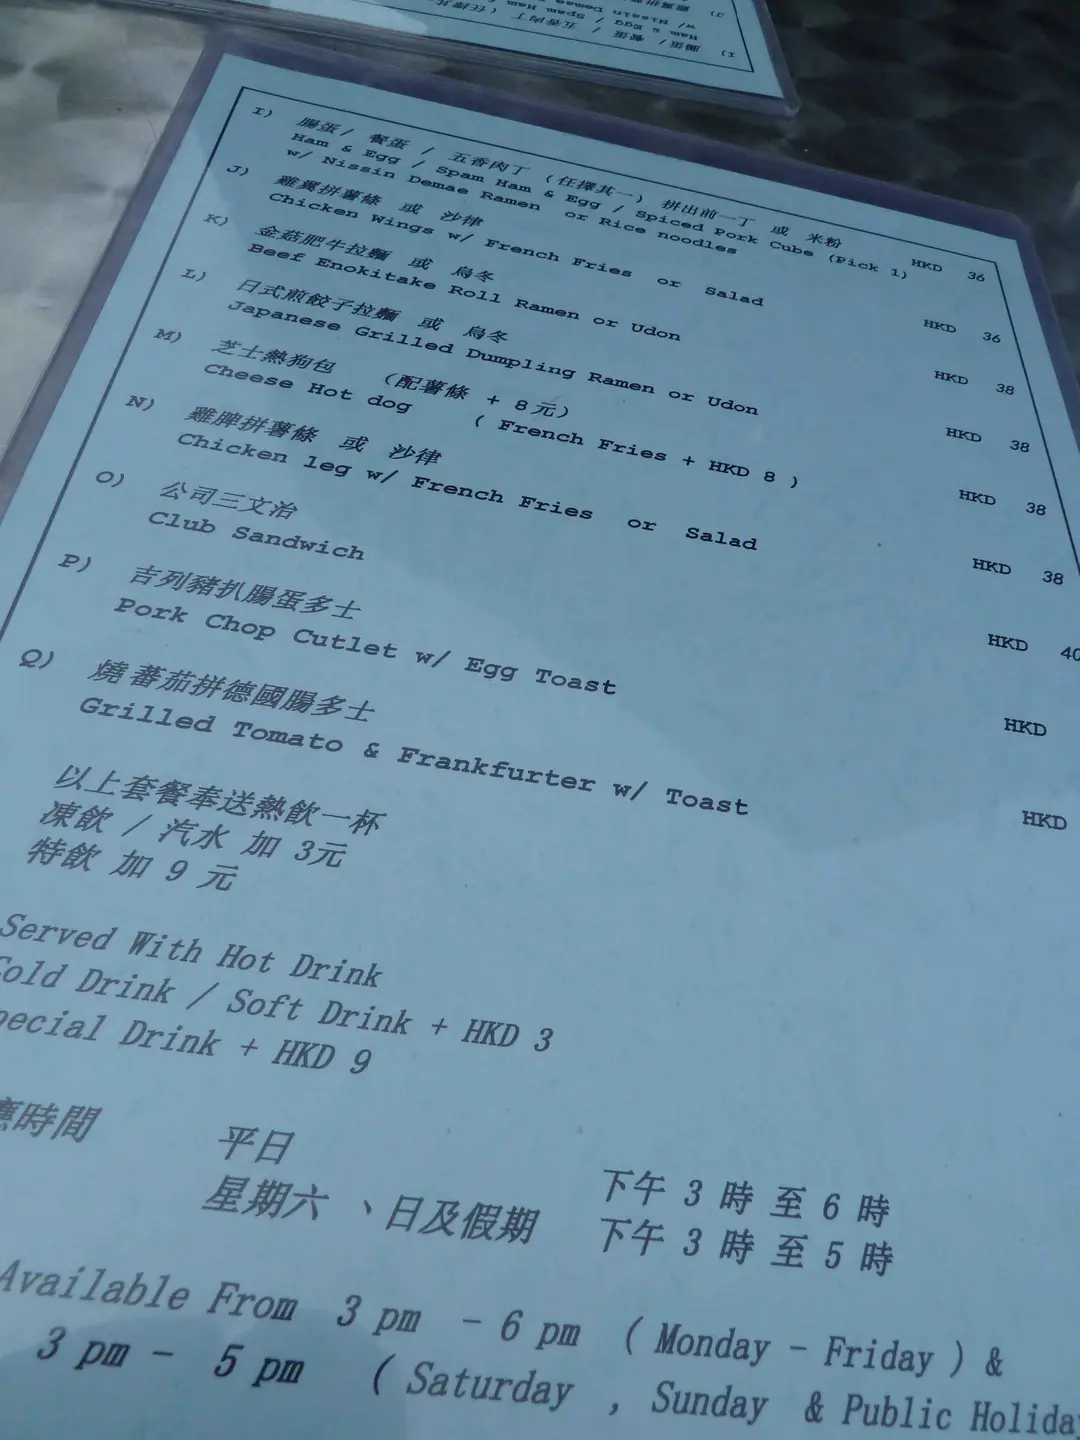 I) 腸蛋 / 餐蛋 / 五香肉丁 (任擇其一) 拼出前一丁 或 米粉
Ham & Egg / Spam Ham & Egg / Spiced Pork Cube (Pick 1) HKD 36
w/ Nissin Demae Ramen or Rice noodles
J) 雞翼拼薯條 或 沙律
Chicken Wings w/ French Fries or Salad HKD 36
K) 金菇肥牛拉麵 或 烏冬
Beef Enokitake Roll Ramen or Udon HKD 38
L) 日式煎餃子拉麵 或 烏冬
Japanese Grilled Dumpling Ramen or Udon HKD 38
M) 芝士熱狗包 (配薯條 + 8元)
Cheese Hot dog ( French Fries + HKD 8 ) HKD 38
N) 雞脾拼薯條 或 沙律
Chicken leg w/ French Fries or Salad HKD 38
O) 公司三文治
Club Sandwich HKD 40
P) 吉列豬扒腸蛋多士
Pork Chop Cutlet w/ Egg Toast HKD
Q) 燒蕃茄拼德國腸多士
Grilled Tomato & Frankfurter w/ Toast HKD
以上套餐奉送熱飲一杯
凍飲 / 汽水 加 3元
特飲 加 9 元
Served With Hot Drink
Cold Drink / Soft Drink + HKD 3
pecial Drink + HKD 9
應時間 平日 下午 3 時 至 6 時
星期六 、日及假期 下午 3 時 至 5 時
Available From 3 pm - 6 pm ( Monday - Friday ) &
3 pm - 5 pm ( Saturday , Sunday & Public Holiday